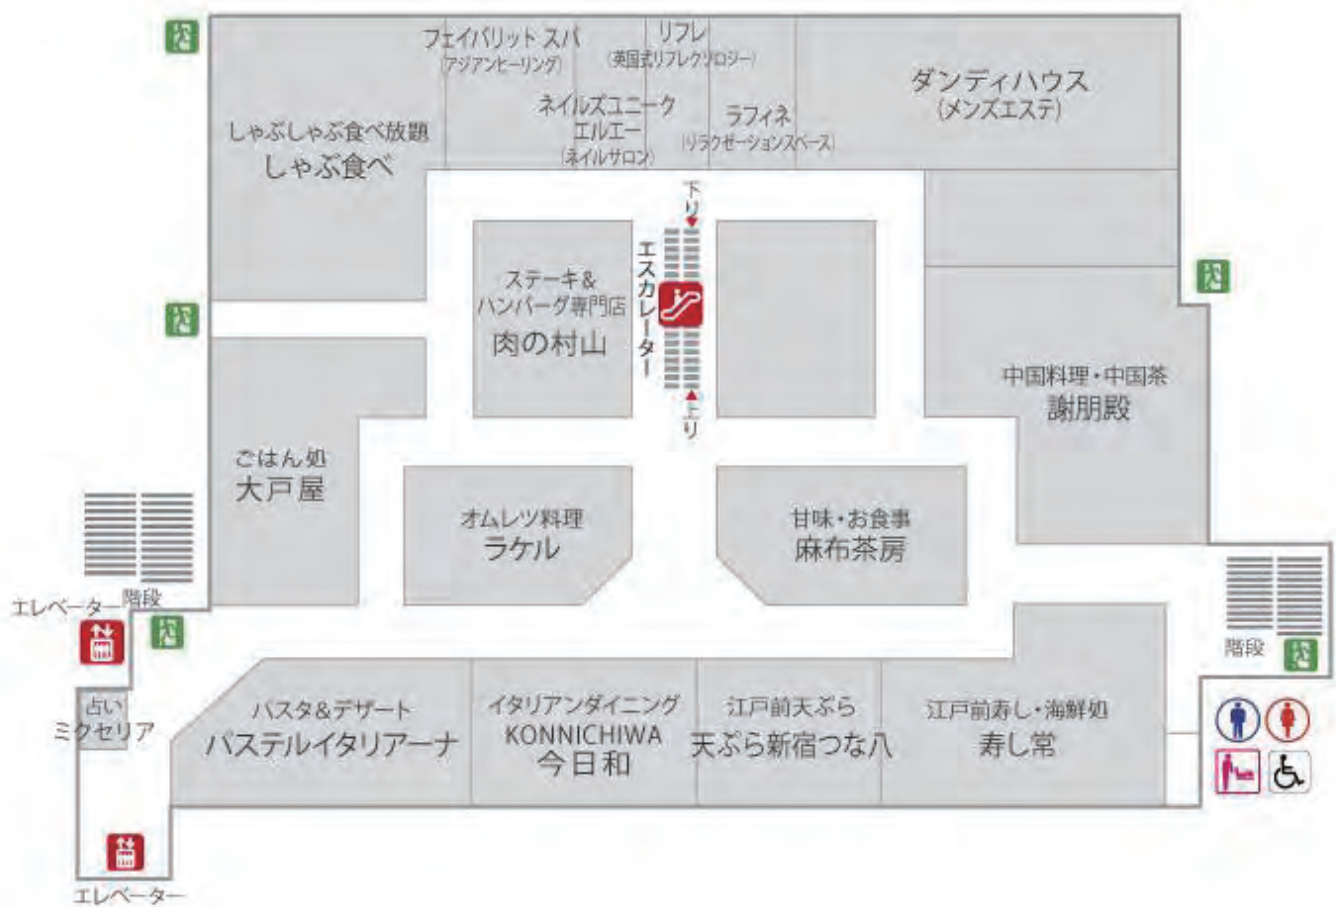 フェイバリット スパ
(アジアンヒーリング)
リフレ
(英国式リフレクソロジー)
ネイルズユニーク
エルエー
(ネイルサロン)
ラフィネ
(リラクゼーションスペース)
ダンディハウス
(メンズエステ)
しゃぶしゃぶ食べ放題
しゃぶ食べ
下り
エスカレーター
上り
ステーキ&
ハンバーグ専門店
肉の村山
中国料理・中国茶
謝朋殿
ごはん処
大戸屋
オムレツ料理
ラケル
甘味・お食事
麻布茶房
階段
エレベーター
階段
占い
ミクセリア
パスタ&デザート
パステルイタリアーナ
イタリアンダイニング
KONNICHIWA
今日和
江戸前天ぷら
天ぷら新宿つな八
江戸前寿し・海鮮処
寿し常
エレベーター